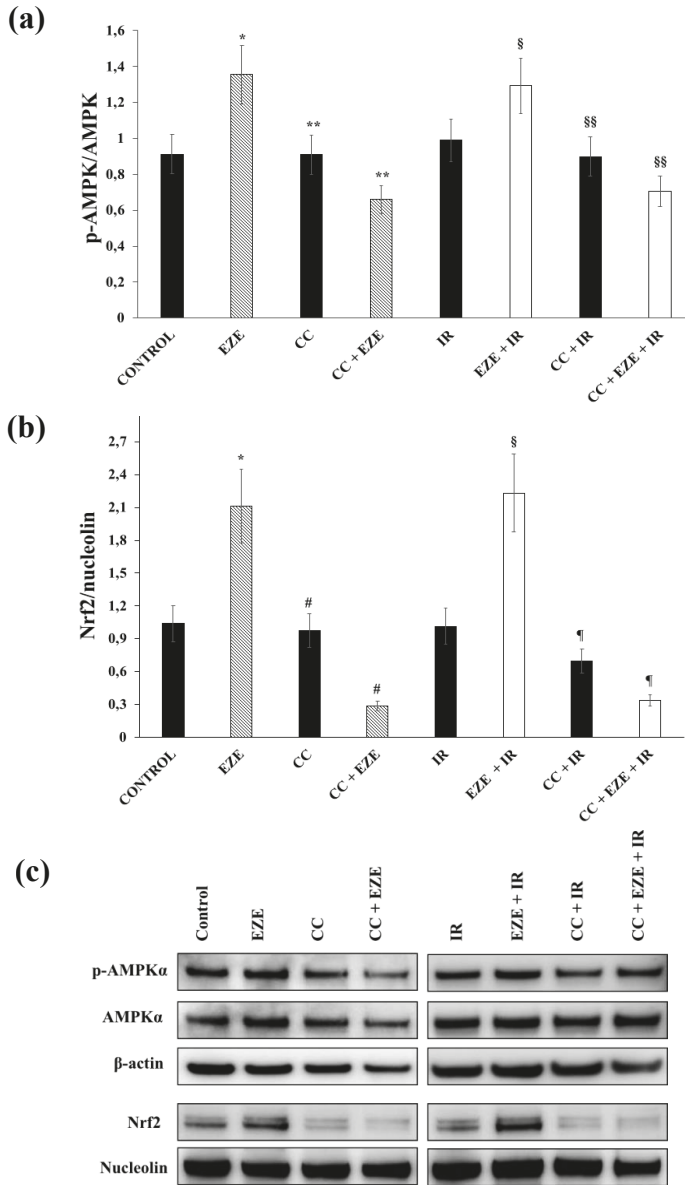 (a)
p-AMPK/AMPK
1,6
1,4
1,2
1
0,8
0,6
0,4
0,2
0
*
**
**
§
§§
§§
CONTROL
EZE
CC
CC + EZE
IR
EZE + IR
CC + IR
CC + EZE + IR
(b)
Nrf2/nucleolin
2,7
2,4
2,1
1,8
1,5
1,2
0,9
0,6
0,3
0
*
#
#
§
¶
¶
CONTROL
EZE
CC
CC + EZE
IR
EZE + IR
CC + IR
CC + EZE + IR
(c)
Control
EZE
CC
CC + EZE
IR
EZE + IR
CC + IR
CC + EZE + IR
p-AMPKα
AMPKα
β-actin
Nrf2
Nucleolin